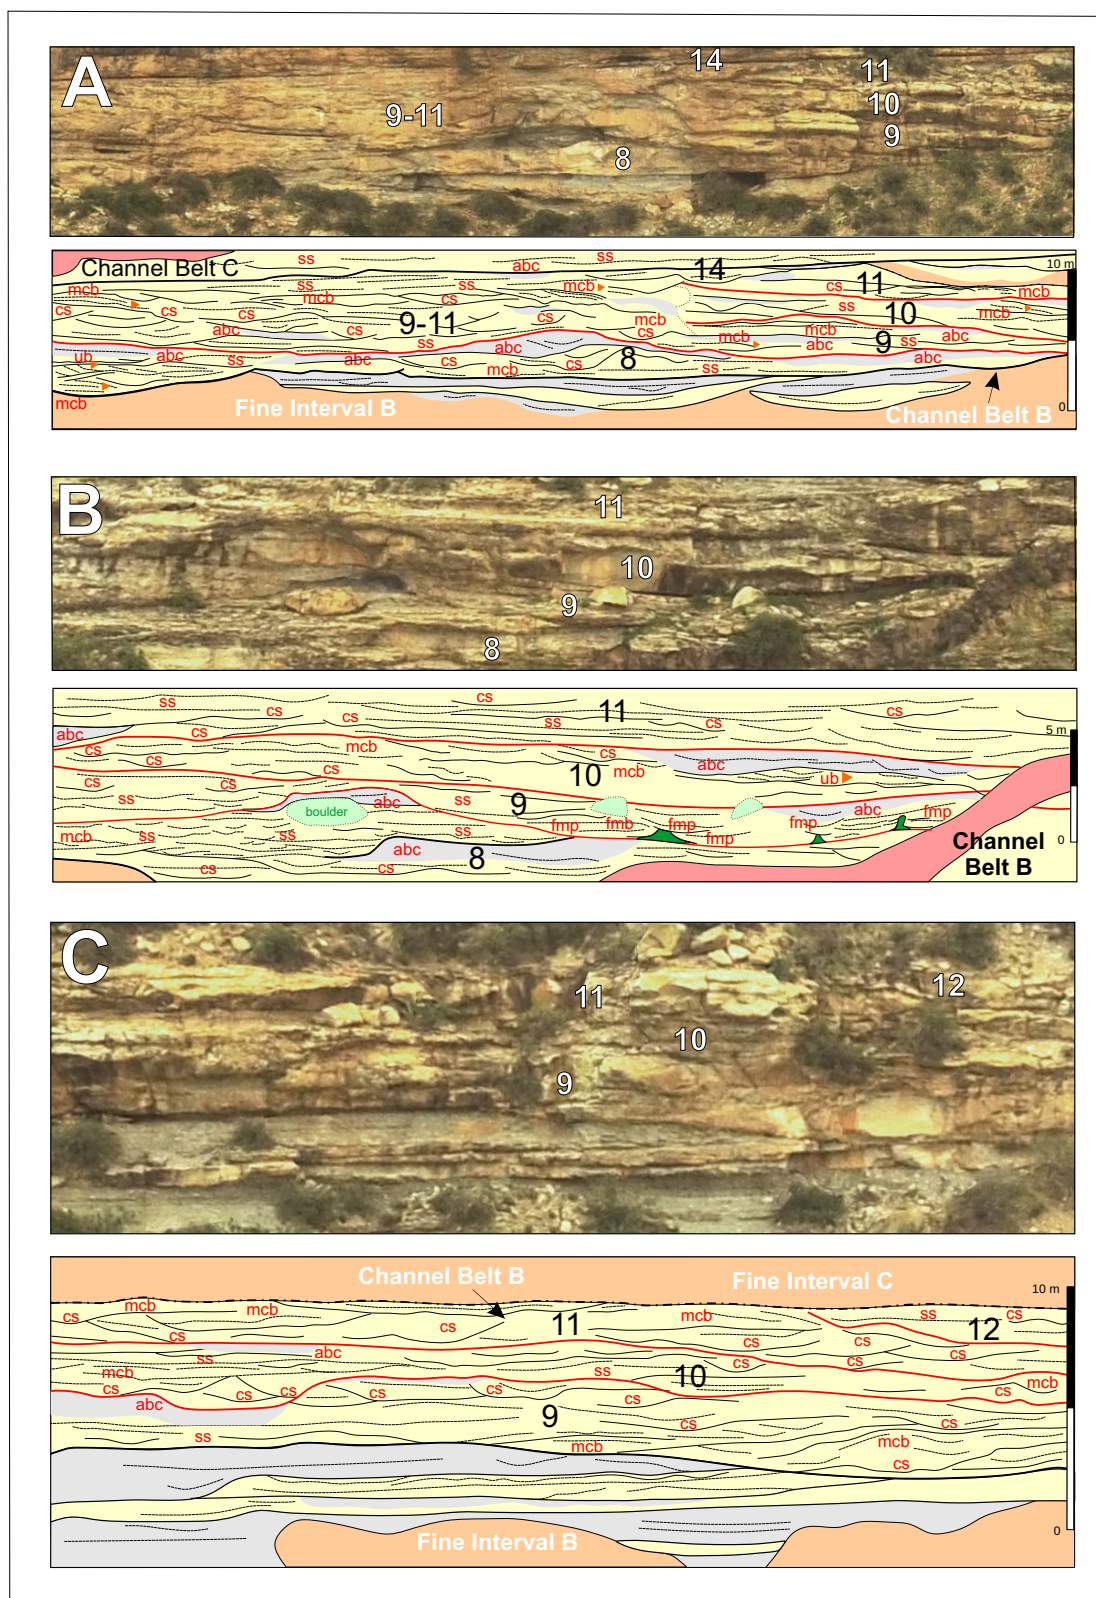 A
14
11
9-11
10
9
8
Channel Belt C
ss
ss
abc
14
10 m
mcb
ss
ss
mcb
cs
11
mcb
cs
mcb
cs
cs
cs
cs
mcb
ss
10
mcb
abc
cs
9-11
cs
mcb
cs
mcb
abc
ub
abc
ss
abc
ss
abc
cs
8
mcb
abc
9
ss
abc
mcb
cs
ss
mcb
Fine Interval B
Channel Belt B
0
B
11
10
9
8
ss
cs
cs
cs
ss
11
cs
cs
5 m
abc
cs
cs
mcb
cs
abc
cs
cs
cs
cs
10
mcb
ub
ss
boulder
abc
ss
9
abc
fmp
mcb
ss
ss
ss
fmp
fmb
fmp
fmp
fmp
abc
8
cs
cs
Channel
Belt B
0
C
12
11
10
9
Channel Belt B
Fine Interval C
10 m
cs
mcb
mcb
cs
cs
11
mcb
ss
cs
12
cs
cs
abc
ss
cs
cs
mcb
cs
abc
cs
cs
cs
cs
ss
10
cs
cs
mcb
9
cs
cs
ss
mcb
mcb
cs
Fine Interval B
0